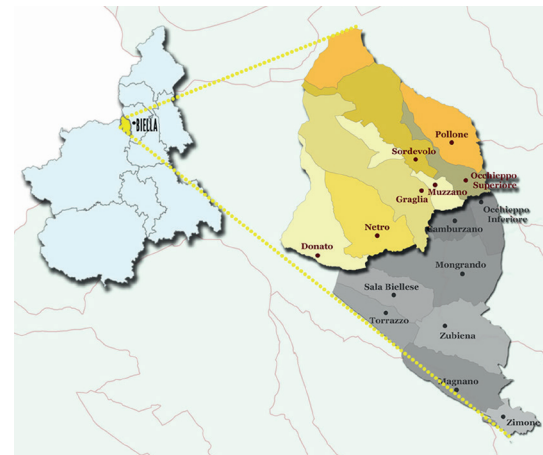 BIELLA
Pollone
Sordevolo
Occhieppo
Superiore
Muzzano
Graglia
Occhieppo
Inferiore
Camburzano
Netro
Donato
Mongrando
Sala Biellese
Torrazzo
Zubiena
Magnano
Zimone